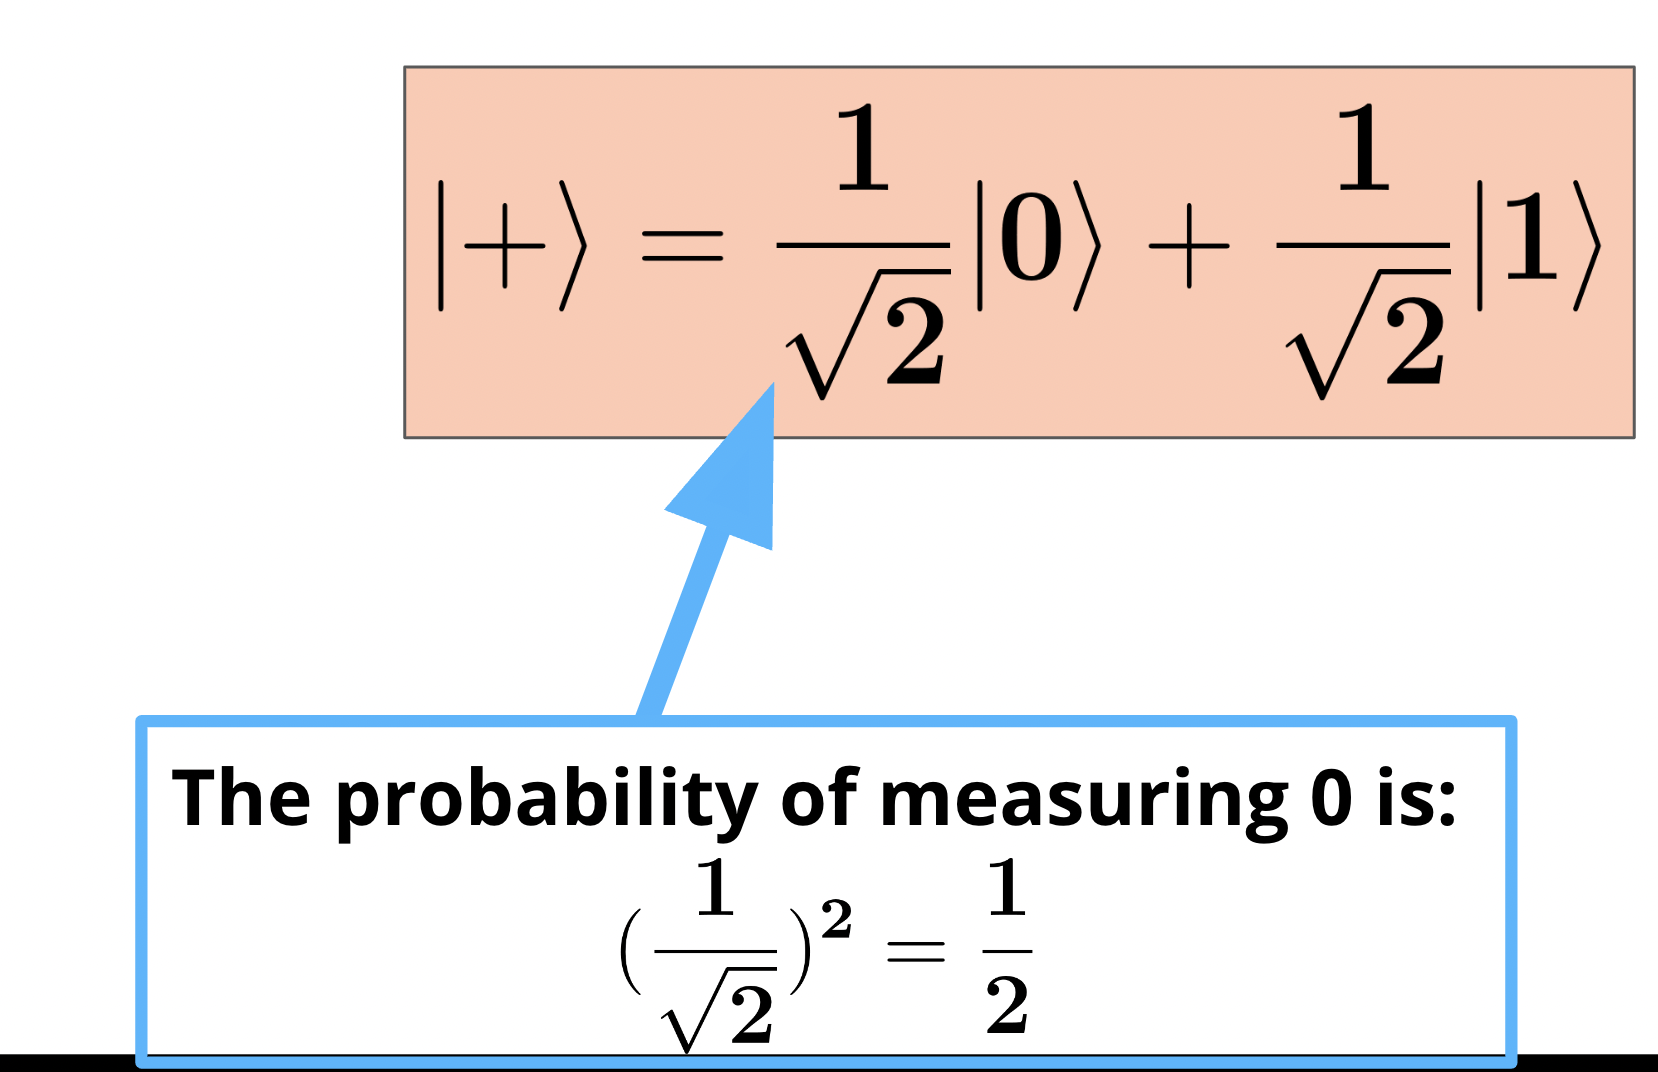 |+⟩ = 1/√2 |0⟩ + 1/√2 |1⟩
The probability of measuring 0 is:
(1/√2)² = 1/2